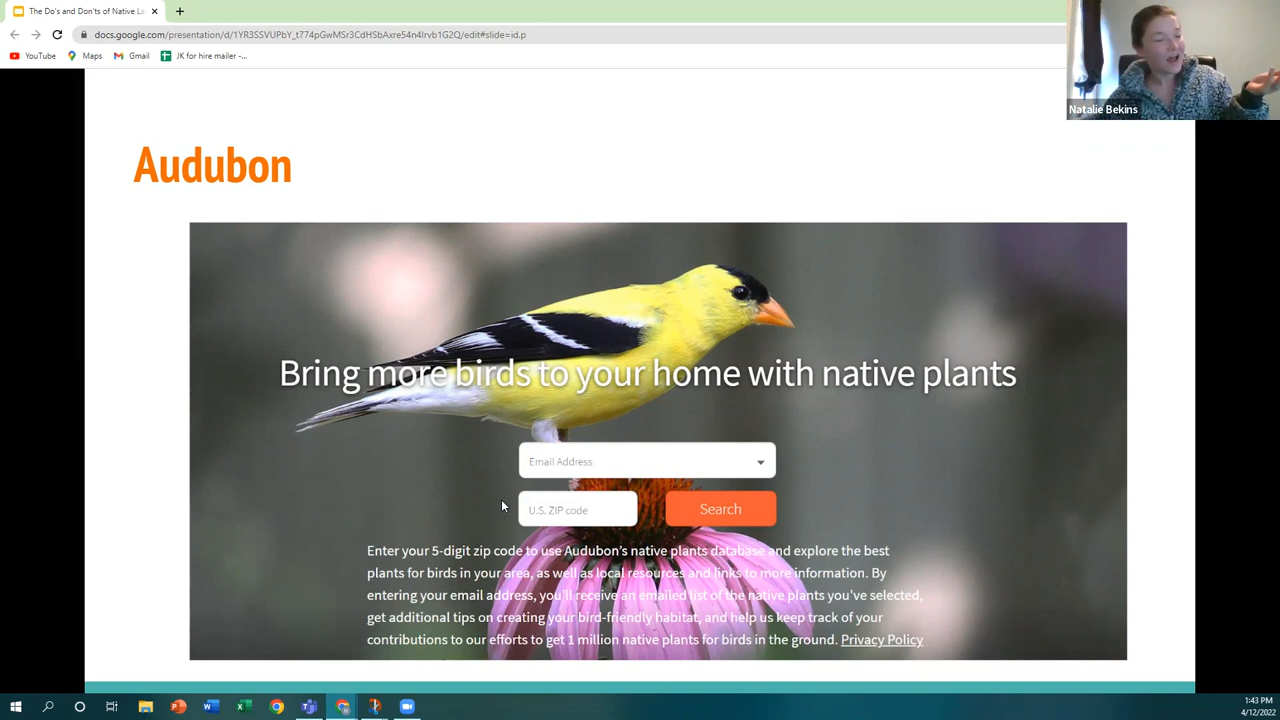 The Do's and Don'ts of Native La
docs.google.com/presentation/d/1YR3SSVUPbY_t774pGwMSr3CdHSbAxre54n4lrvb1G2Q/edit#slide=id.p
YouTube Maps Gmail JK for hire mailer -...
Natalie Bekins
Audubon
Bring more birds to your home with native plants
Email Address
U.S. ZIP code Search
Enter your 5-digit zip code to use Audubon's native plants database and explore the best
plants for birds in your area, as well as local resources and links to more information. By
entering your email address, you'll receive an emailed list of the native plants you've selected,
get additional tips on creating your bird-friendly habitat, and help us keep track of your
contributions to our efforts to get 1 million native plants for birds in the ground. Privacy Policy
1:43 PM
4/12/2022